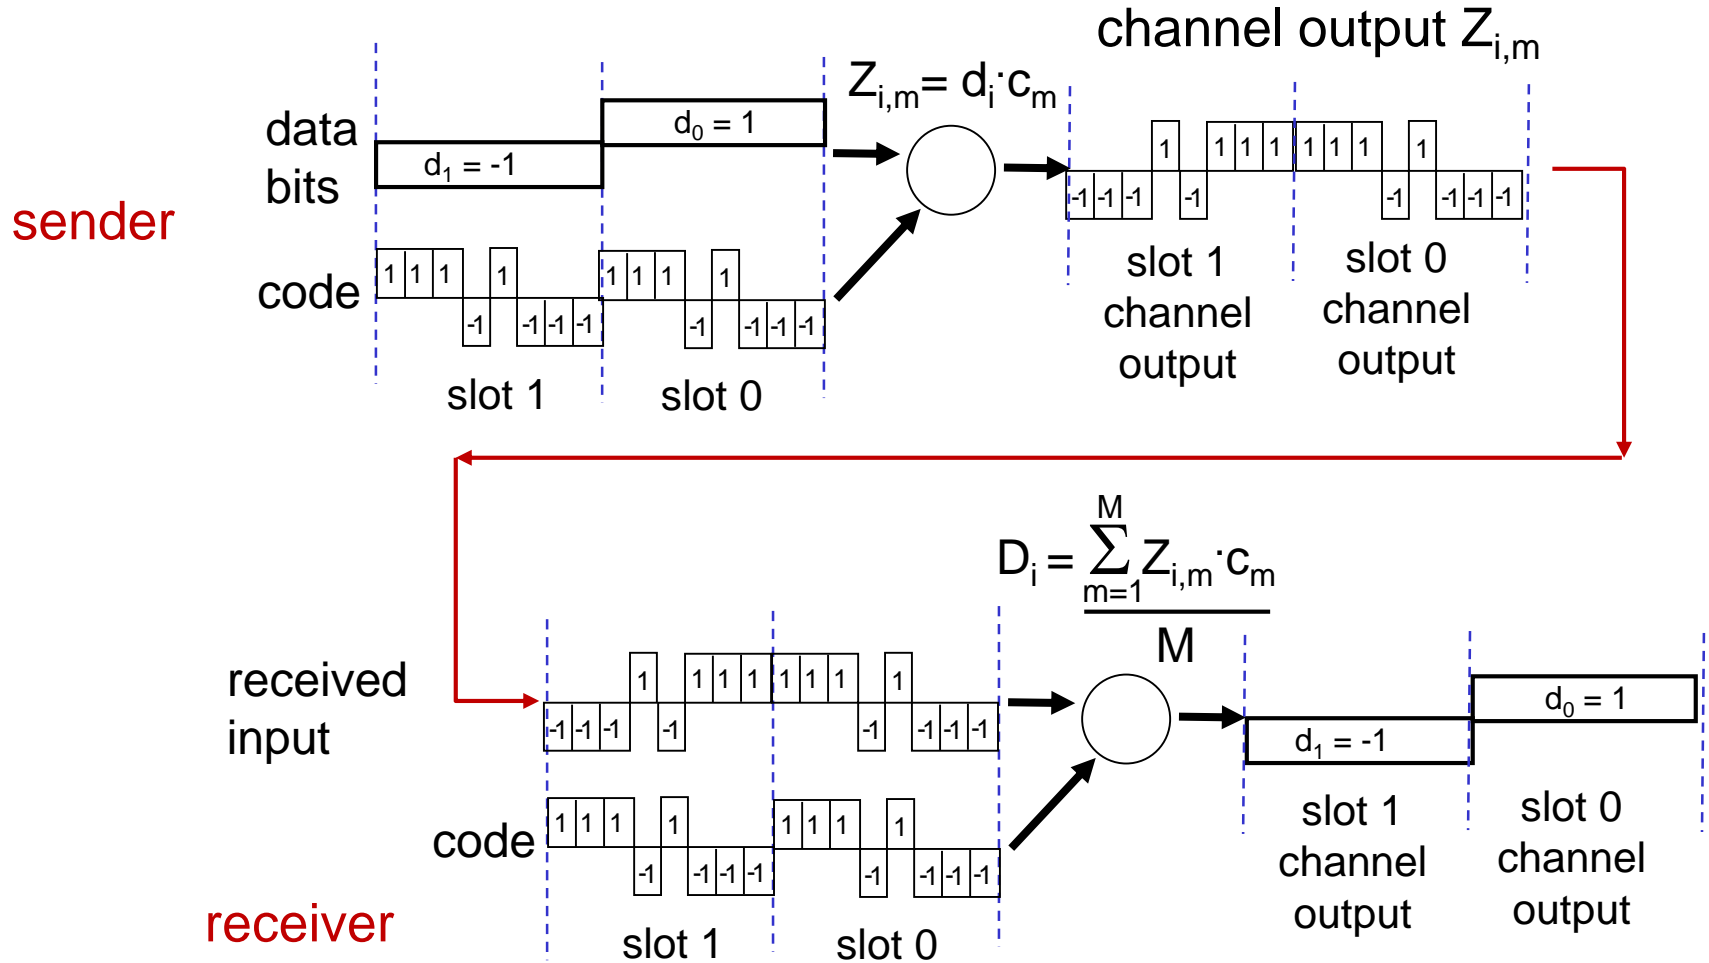 channel output Z_i,m
Z_i,m = d_i·c_m
data
bits
d_0 = 1
d_1 = -1
1 1 1 1 1 1 1 1
-1 -1 -1 -1 -1 -1 -1 -1
sender
code
1 1 1 1 1 1 1 1
-1 -1 -1 -1 -1 -1 -1 -1
slot 1 slot 0
slot 1
channel
output
slot 0
channel
output
D_i = ∑ Z_i,m·c_m
M
m=1
M
received
input
1 1 1 1 1 1 1 1
-1 -1 -1 -1 -1 -1 -1 -1
d_0 = 1
d_1 = -1
code
1 1 1 1 1 1 1 1
-1 -1 -1 -1 -1 -1 -1 -1
receiver
slot 1 slot 0
slot 1
channel
output
slot 0
channel
output